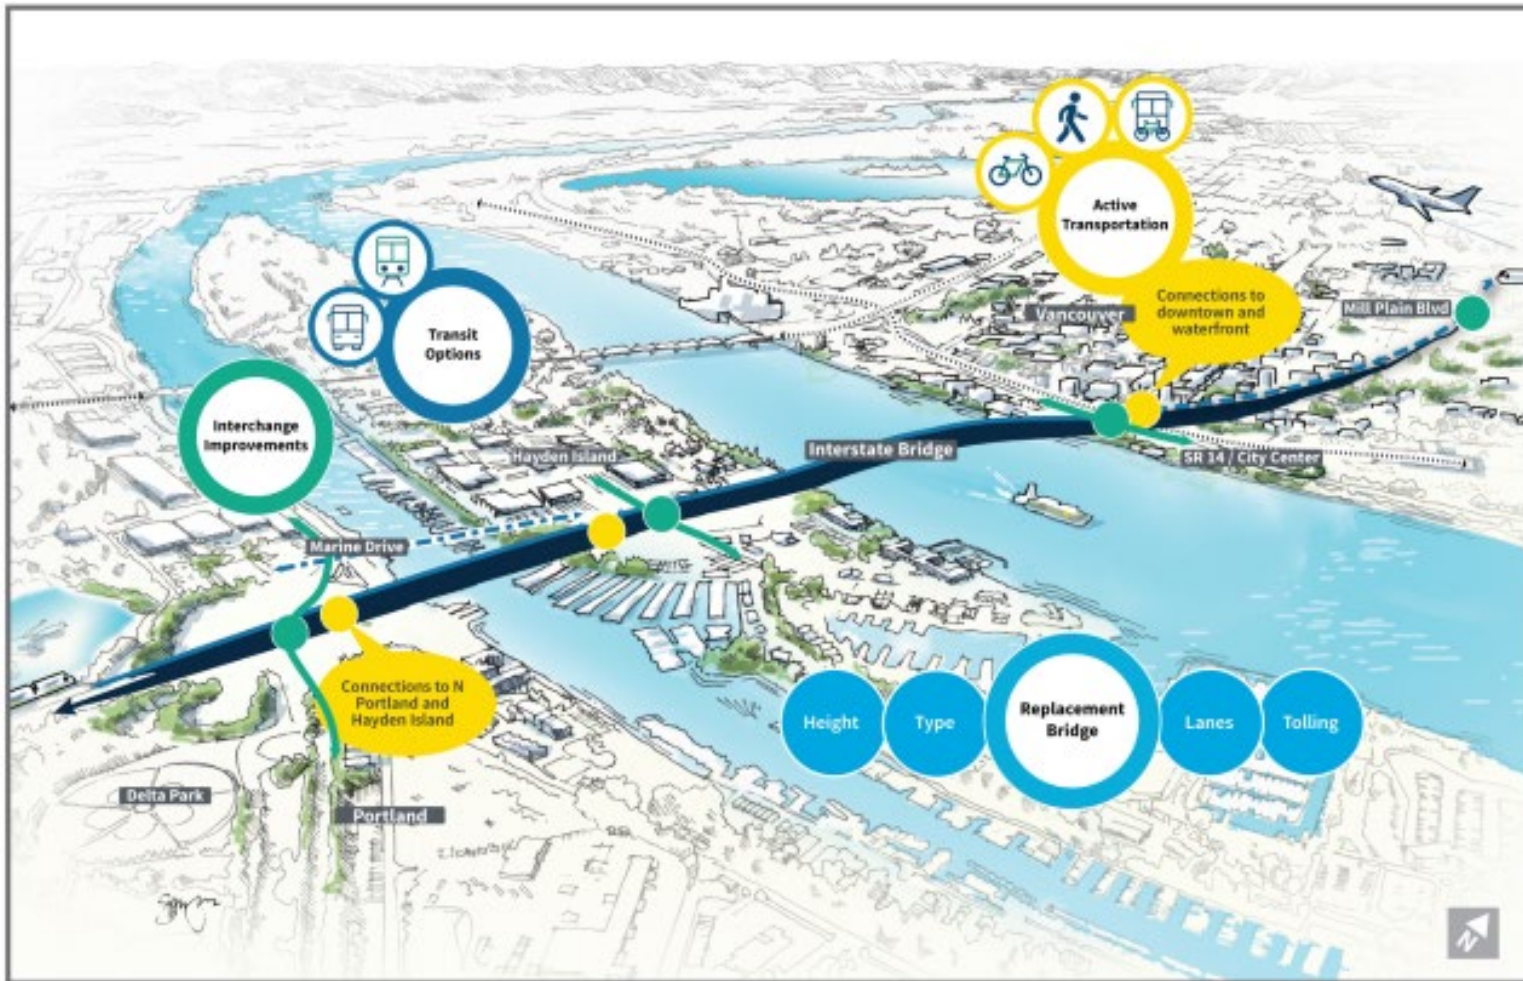 Active
Transportation
Connections to
downtown and
waterfront
Vancouver
Mill Plain Blvd
Transit
Options
Interchange
Improvements
Hayden Island
Interstate Bridge
SR 14 / City Center
Marine Drive
Connections to N
Portland and
Hayden Island
Height
Type
Replacement
Bridge
Lanes
Tolling
Delta Park
Portland
N